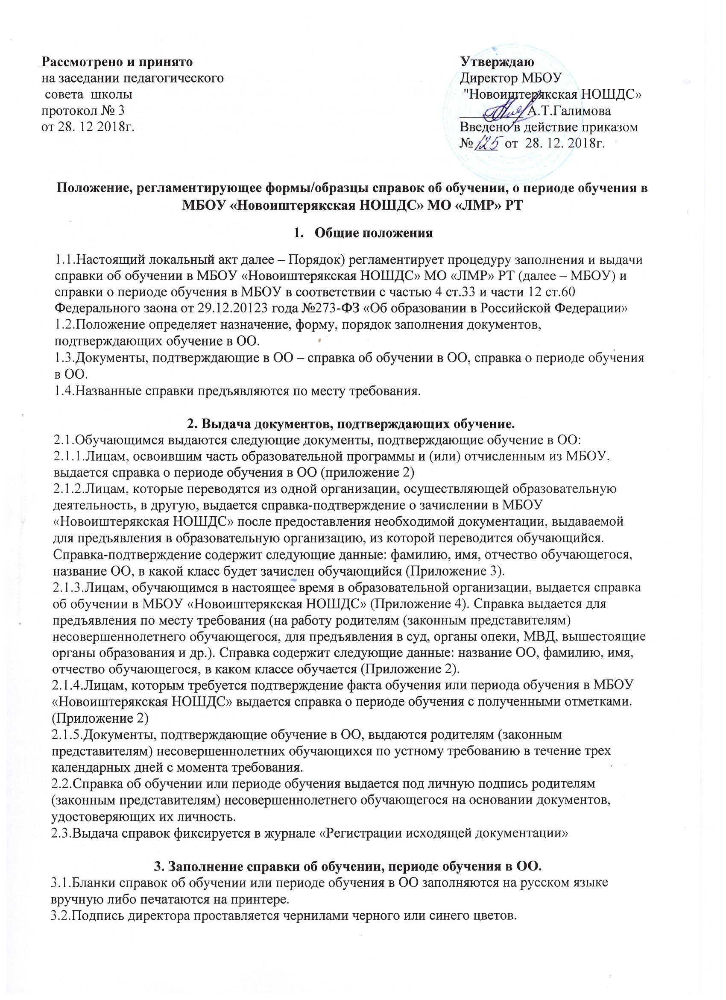 Рассмотрено и принято
на заседании педагогического
совета школы
протокол № 3
от 28. 12 2018г.
Утверждаю
Директор МБОУ
"Новоиштерякская НОШДС»
_________ А.Т.Галимова
Введено в действие приказом
№ 125 от 28. 12. 2018г.
Положение, регламентирующее формы/образцы справок об обучении, о периоде обучения в
МБОУ «Новоиштерякская НОШДС» МО «ЛМР» РТ
1. Общие положения
1.1.Настоящий локальный акт далее – Порядок) регламентирует процедуру заполнения и выдачи
справки об обучении в МБОУ «Новоиштерякская НОШДС» МО «ЛМР» РТ (далее – МБОУ) и
справки о периоде обучения в МБОУ в соответствии с частью 4 ст.33 и части 12 ст.60
Федерального заона от 29.12.20123 года №273-ФЗ «Об образовании в Российской Федерации»
1.2.Положение определяет назначение, форму, порядок заполнения документов,
подтверждающих обучение в ОО.
1.3.Документы, подтверждающие в ОО – справка об обучении в ОО, справка о периоде обучения
в ОО.
1.4.Названные справки предъявляются по месту требования.
2. Выдача документов, подтверждающих обучение.
2.1.Обучающимся выдаются следующие документы, подтверждающие обучение в ОО:
2.1.1.Лицам, освоившим часть образовательной программы и (или) отчисленным из МБОУ,
выдается справка о периоде обучения в ОО (приложение 2)
2.1.2.Лицам, которые переводятся из одной организации, осуществляющей образовательную
деятельность, в другую, выдается справка-подтверждение о зачислении в МБОУ
«Новоиштерякская НОШДС» после предоставления необходимой документации, выдаваемой
для предъявления в образовательную организацию, из которой переводится обучающийся.
Справка-подтверждение содержит следующие данные: фамилию, имя, отчество обучающегося,
название ОО, в какой класс будет зачислен обучающийся (Приложение 3).
2.1.3.Лицам, обучающимся в настоящее время в образовательной организации, выдается справка
об обучении в МБОУ «Новоиштерякская НОШДС» (Приложение 4). Справка выдается для
предъявления по месту требования (на работу родителям (законным представителям)
несовершеннолетнего обучающегося, для предъявления в суд, органы опеки, МВД, вышестоящие
органы образования и др.). Справка содержит следующие данные: название ОО, фамилию, имя,
отчество обучающегося, в каком классе обучается (Приложение 2).
2.1.4.Лицам, которым требуется подтверждение факта обучения или периода обучения в МБОУ
«Новоиштерякская НОШДС» выдается справка о периоде обучения с полученными отметками.
(Приложение 2)
2.1.5.Документы, подтверждающие обучение в ОО, выдаются родителям (законным
представителям) несовершеннолетних обучающихся по устному требованию в течение трех
календарных дней с момента требования.
2.2.Справка об обучении или периоде обучения выдается под личную подпись родителям
(законным представителям) несовершеннолетнего обучающегося на основании документов,
удостоверяющих их личность.
2.3.Выдача справок фиксируется в журнале «Регистрации исходящей документации»
3. Заполнение справки об обучении, периоде обучения в ОО.
3.1.Бланки справок об обучении или периоде обучения в ОО заполняются на русском языке
вручную либо печатаются на принтере.
3.2.Подпись директора проставляется чернилами черного или синего цветов.